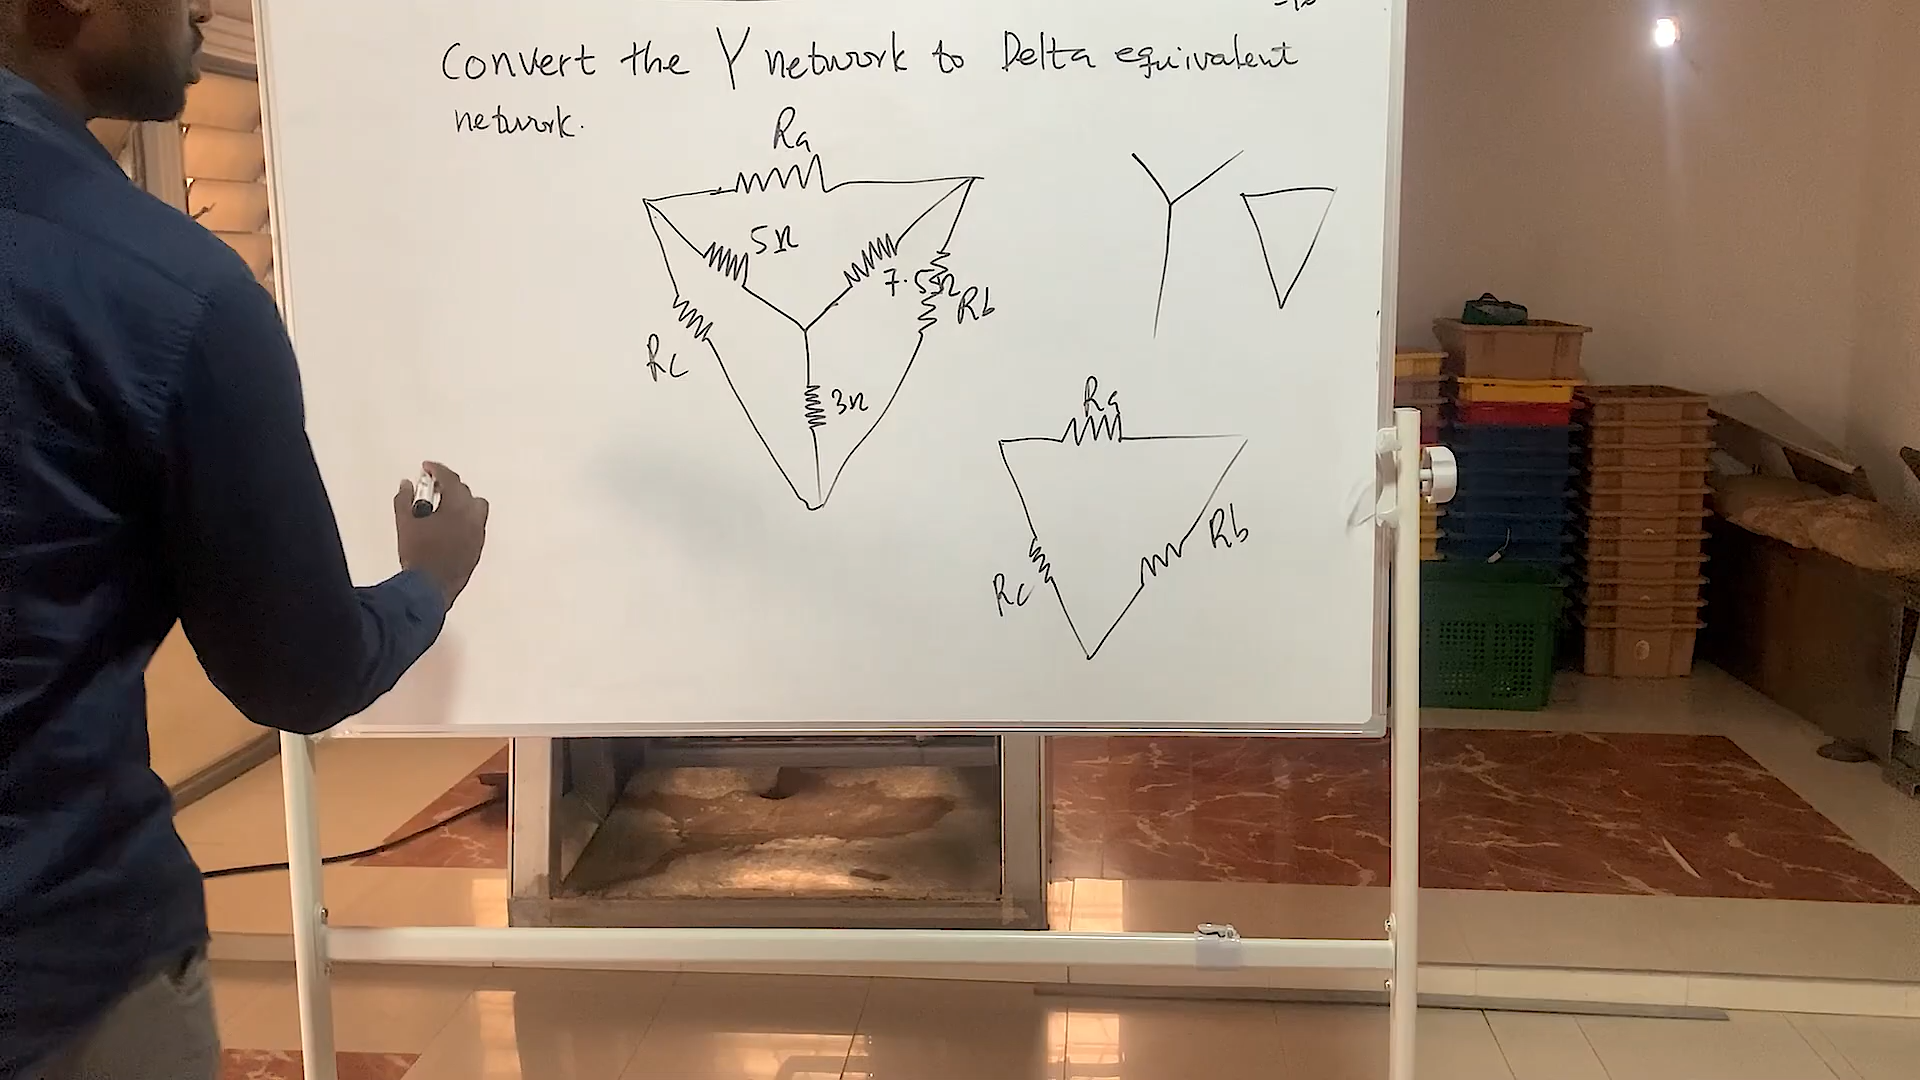 Convert the Y network to Delta equivalent
network.
Ra
5Ω
7.5Ω
Rb
Rc
3Ω
Ra
Rb
Rc